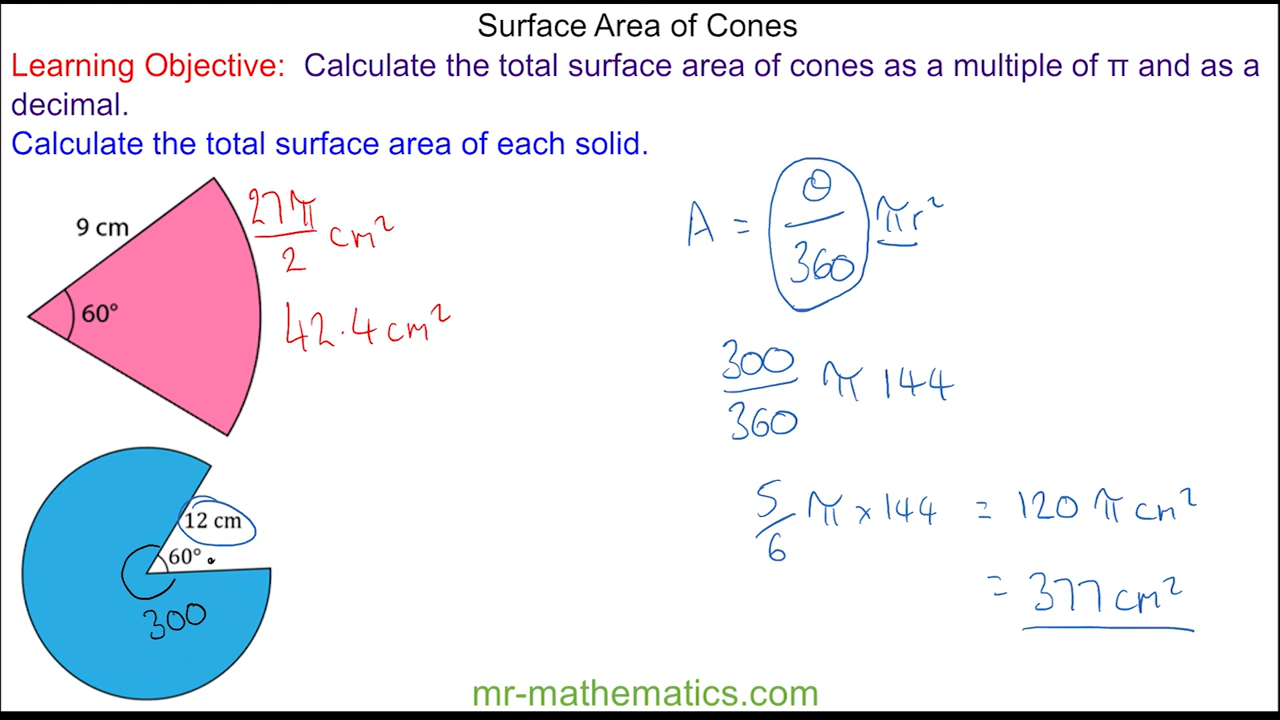 Surface Area of Cones
Learning Objective: Calculate the total surface area of cones as a multiple of π and as a
decimal.
Calculate the total surface area of each solid.
9 cm
60°
27π/2 cm²
42.4 cm²
12 cm
60°
300
A = θ/360 πr²
300/360 π 144
5/6 π × 144 = 120 π cm²
= 377 cm²
mr-mathematics.com